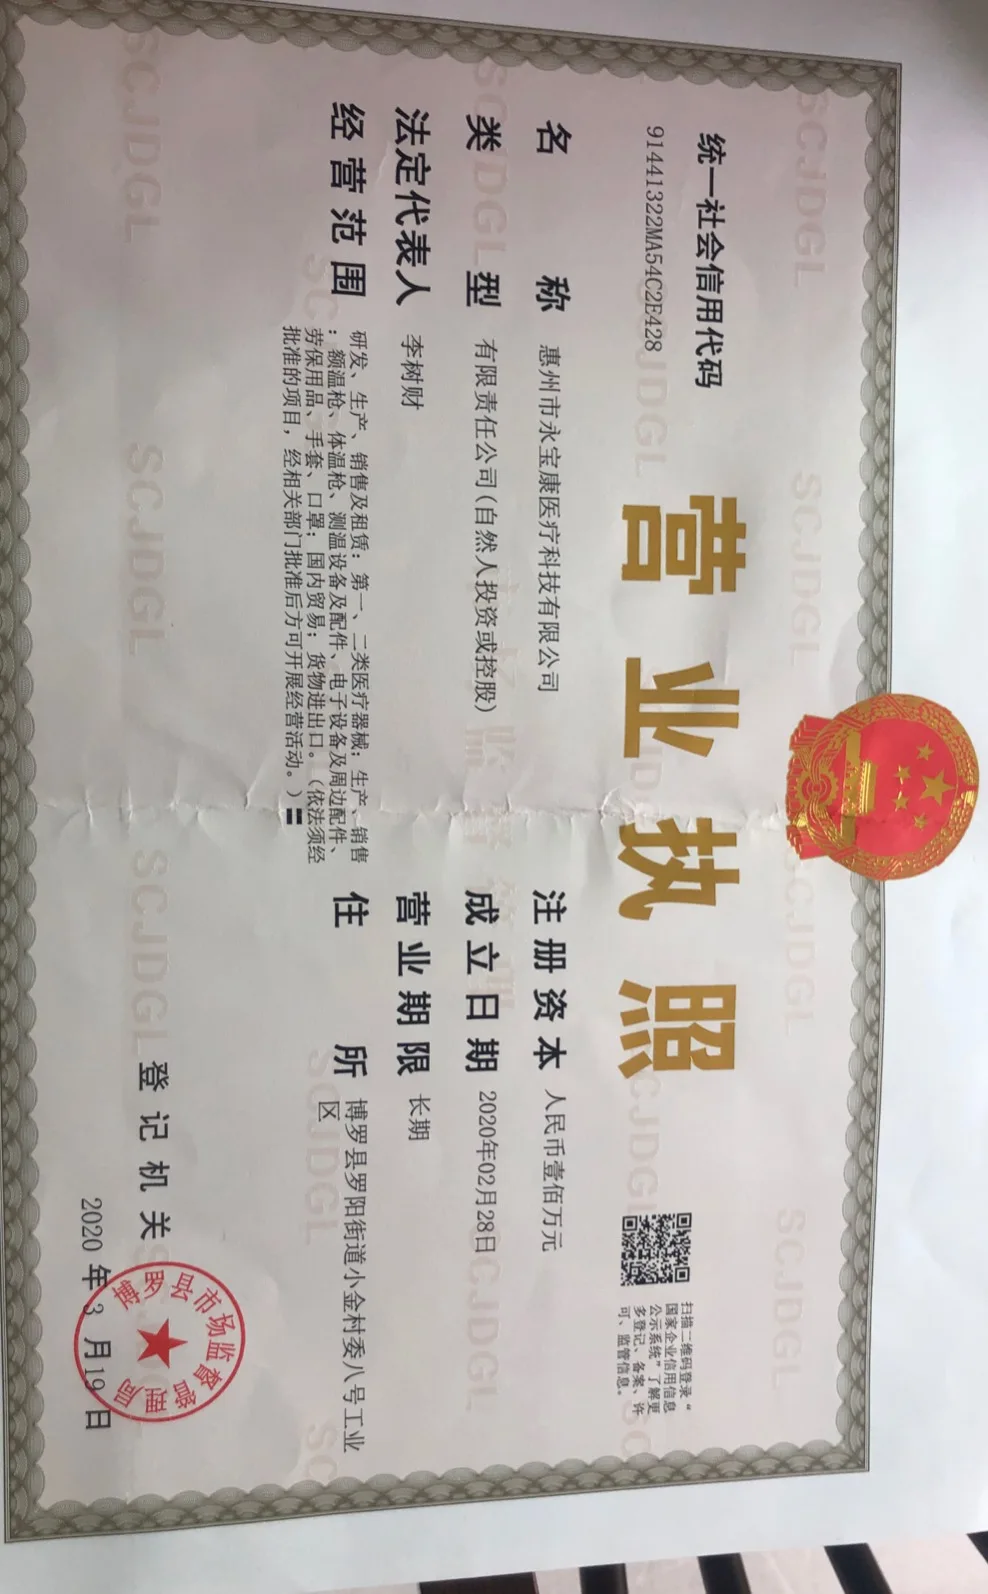 统一社会信用代码
91441322MA54C2E428
营业执照
扫描二维码登录“
国家企业信用信息
公示系统”了解更
多登记、备案、许
可、监管信息。
名称 惠州市永宝康医疗科技有限公司
类型 有限责任公司(自然人投资或控股)
法定代表人 李树财
经营范围 研发、生产、销售及租赁：第一、二类医疗器械；生产、销售
：额温枪、体温枪、测温设备及配件、电子设备及周边配件、
劳保用品、手套、口罩；国内贸易；货物进出口。（依法须经
批准的项目，经相关部门批准后方可开展经营活动。）
注册资本 人民币壹佰万元
成立日期 2020年02月28日
营业期限 长期
住所 博罗县罗阳街道小金村委八号工业
区
登记机关
博罗县市场监督管理局
2020年3月19日
SCJDGL